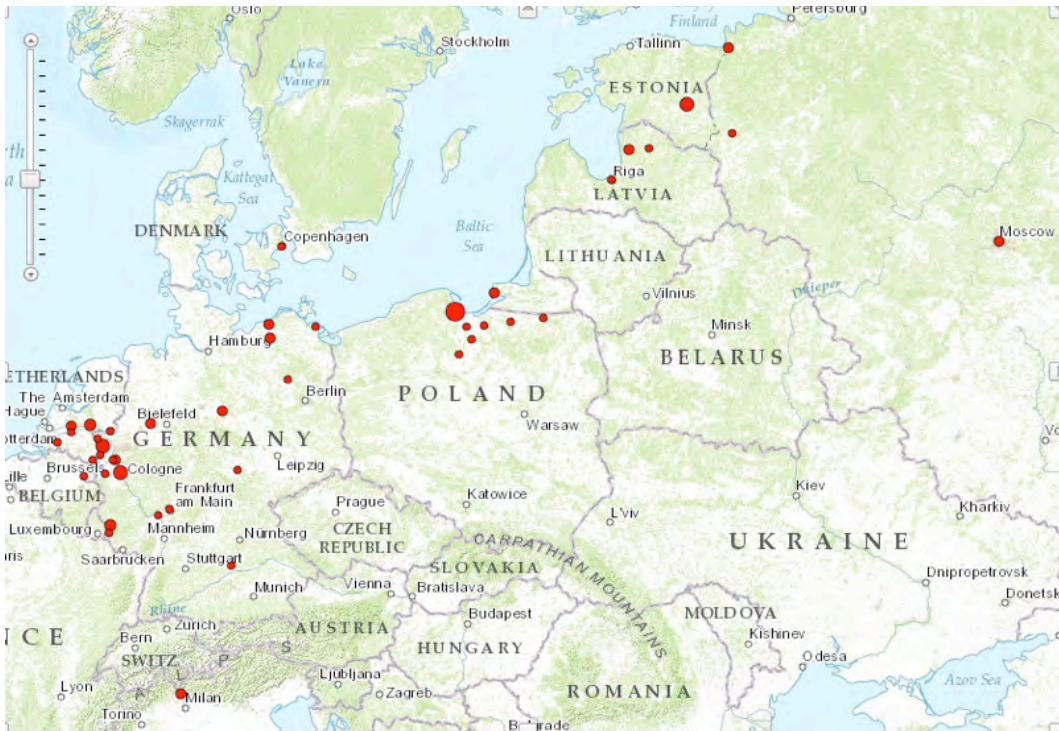 Oslo
Petersburg
Finland
Stockholm
Tallinn
Lake
Vanern
ESTONIA
Skagerrak
Kattegat
Sea
Riga
LATVIA
DENMARK
Copenhagen
Baltic
Sea
Moscow
LITHUANIA
Vilnius
Dnieper
Minsk
Hamburg
BELARUS
ETHERLANDS
The
Hague
Amsterdam
Berlin
POLAND
Bielefeld
Warsaw
otterdam
GERMANY
Leipzig
Brussels
Cologne
Lille
BELGIUM
Frankfurt
am Main
Prague
Katowice
Kiev
Kharkiv
Luxembourg
Mannheim
Nürnberg
CZECH
REPUBLIC
L'viv
UKRAINE
aris
Saarbrucken
Stuttgart
CARPATHIAN MOUNTAINS
SLOVAKIA
Munich
Vienna
Bratislava
Dnipropetrovsk
Donetsk
Rhine
Zurich
AUSTRIA
Budapest
MOLDOVA
NCE
Bern
SWITZ
HUNGARY
Kishinev
Odesa
ALPS
Ljubljana
Azov Sea
Lyon
Milan
Zagreb
ROMANIA
Torino